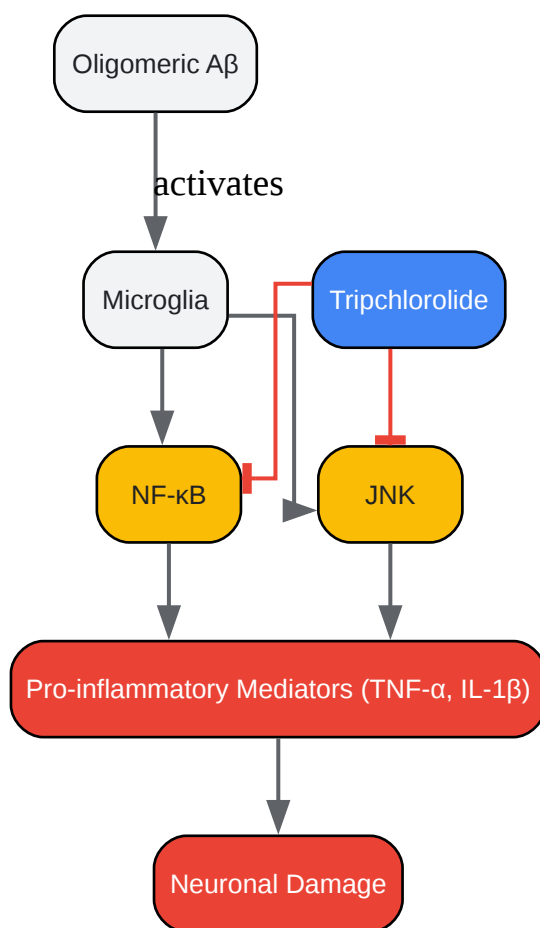 Oligomeric Aβ
activates
Microglia
Tripchlorolide
NF-κB
JNK
Pro-inflammatory Mediators (TNF-α, IL-1β)
Neuronal Damage